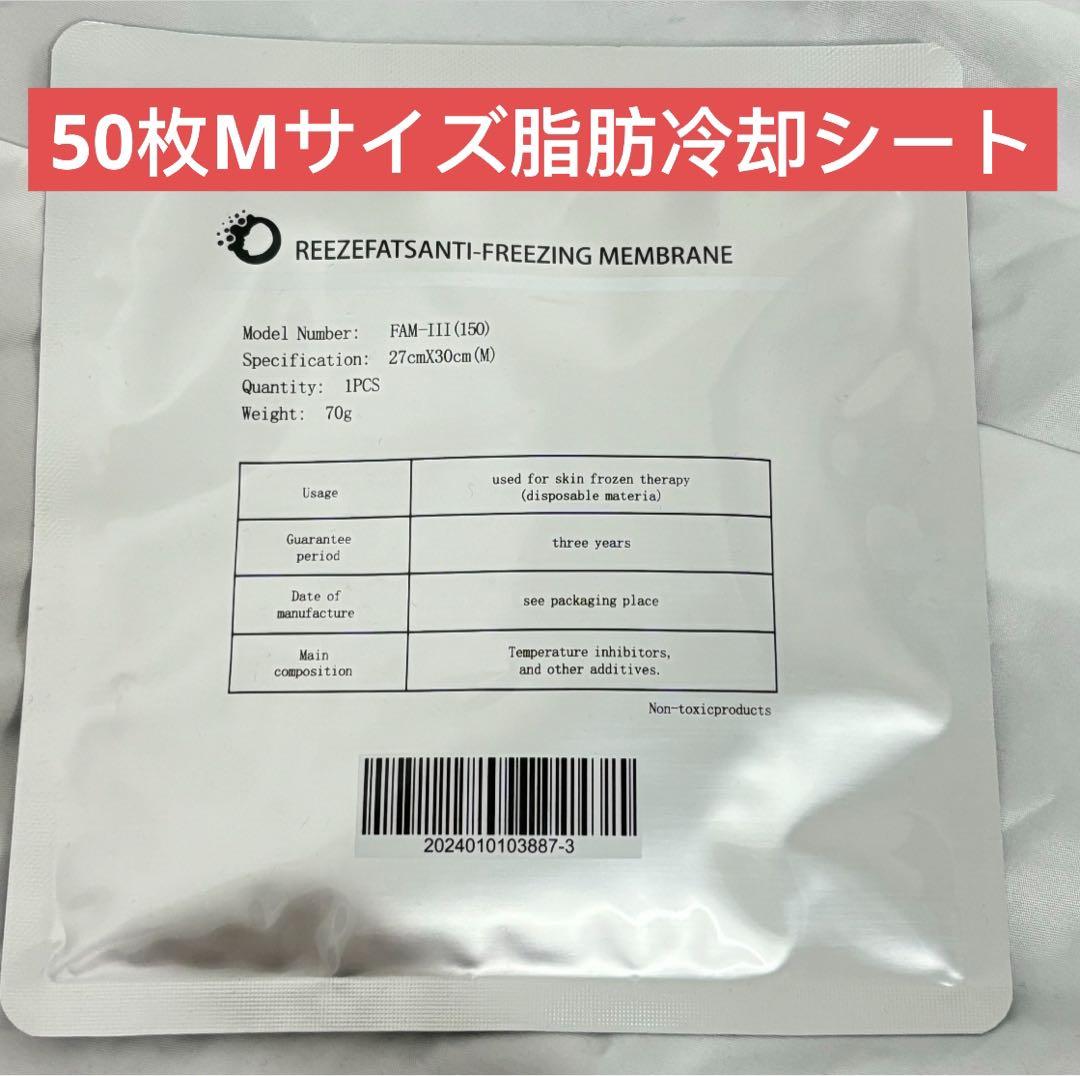 50枚Mサイズ脂肪冷却シート
REEZEFATSANTI-FREEZING MEMBRANE
Model Number: FAM-III(150)
Specification: 27cmX30cm(M)
Quantity: 1PCS
Weight: 70g
Usage
used for skin frozen therapy
(disposable materia)
Guarantee
period
three years
Date of
manufacture
see packaging place
Main
composition
Temperature inhibitors,
and other additives.
Non-toxicproducts
2024010103887-3